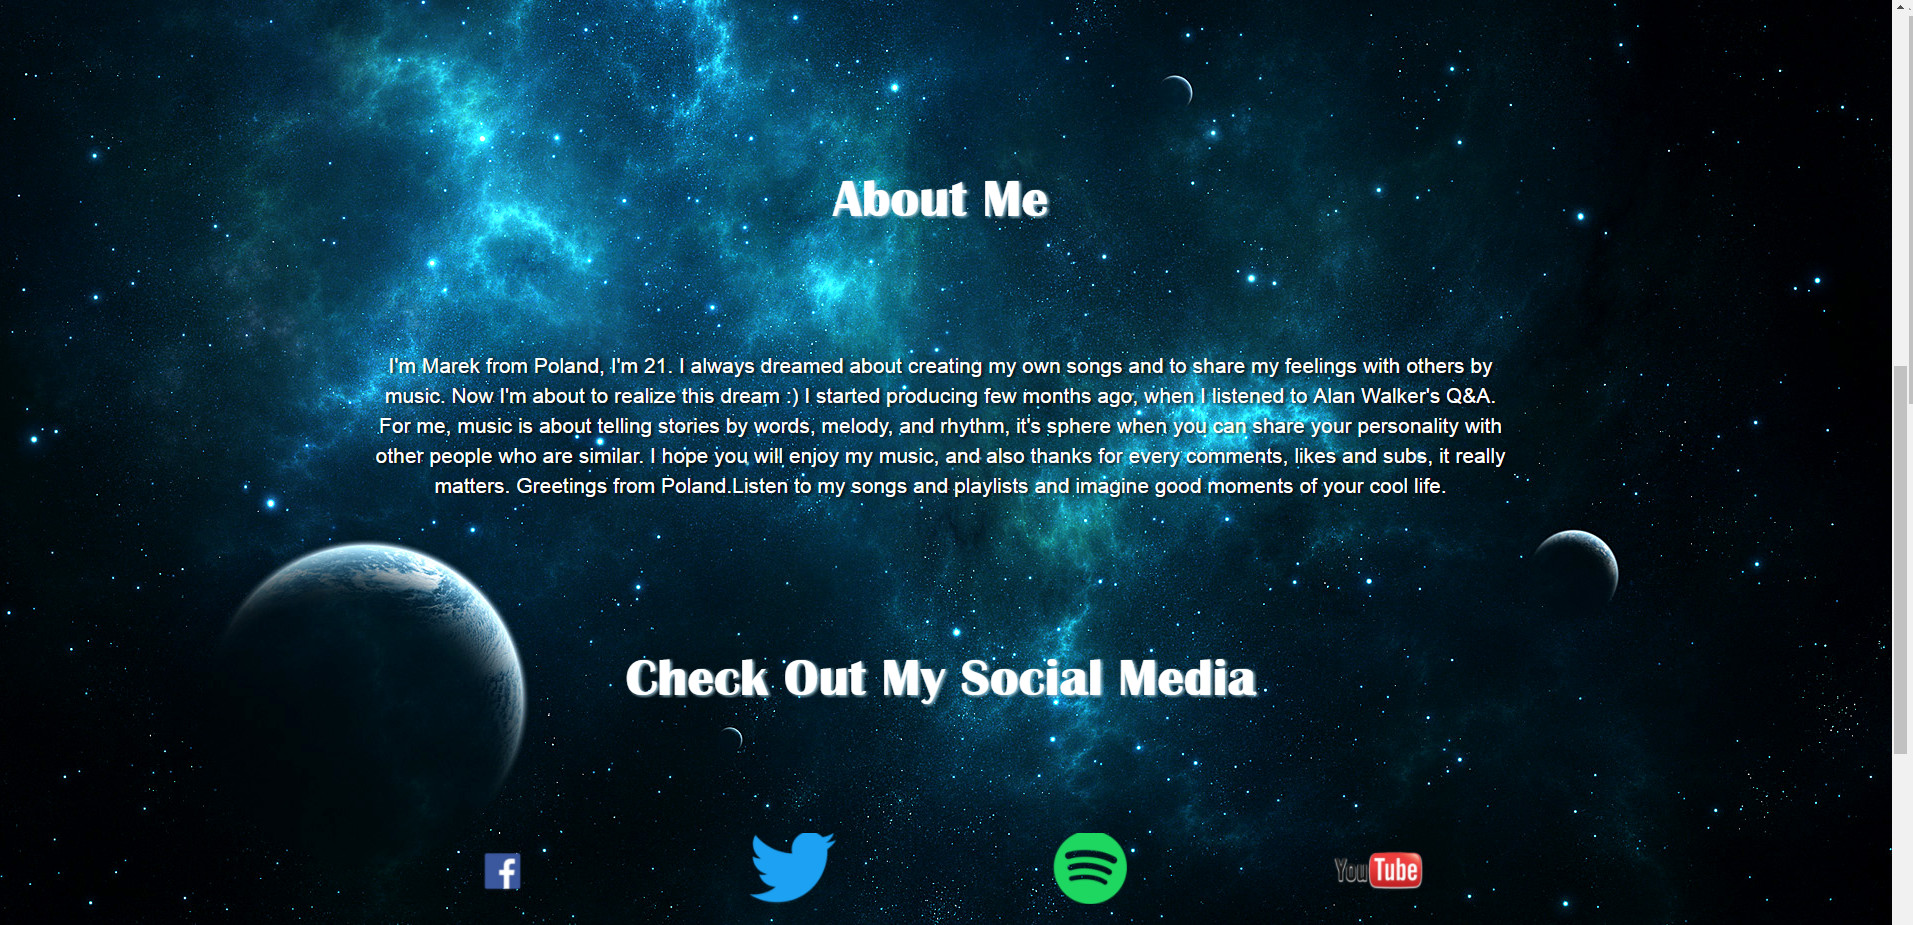 About Me
I'm Marek from Poland, I'm 21. I always dreamed about creating my own songs and to share my feelings with others by
music. Now I'm about to realize this dream :) I started producing few months ago, when I listened to Alan Walker's Q&A.
For me, music is about telling stories by words, melody, and rhythm, it's sphere when you can share your personality with
other people who are similar. I hope you will enjoy my music, and also thanks for every comments, likes and subs, it really
matters. Greetings from Poland.Listen to my songs and playlists and imagine good moments of your cool life.
Check Out My Social Media
f
YouTube